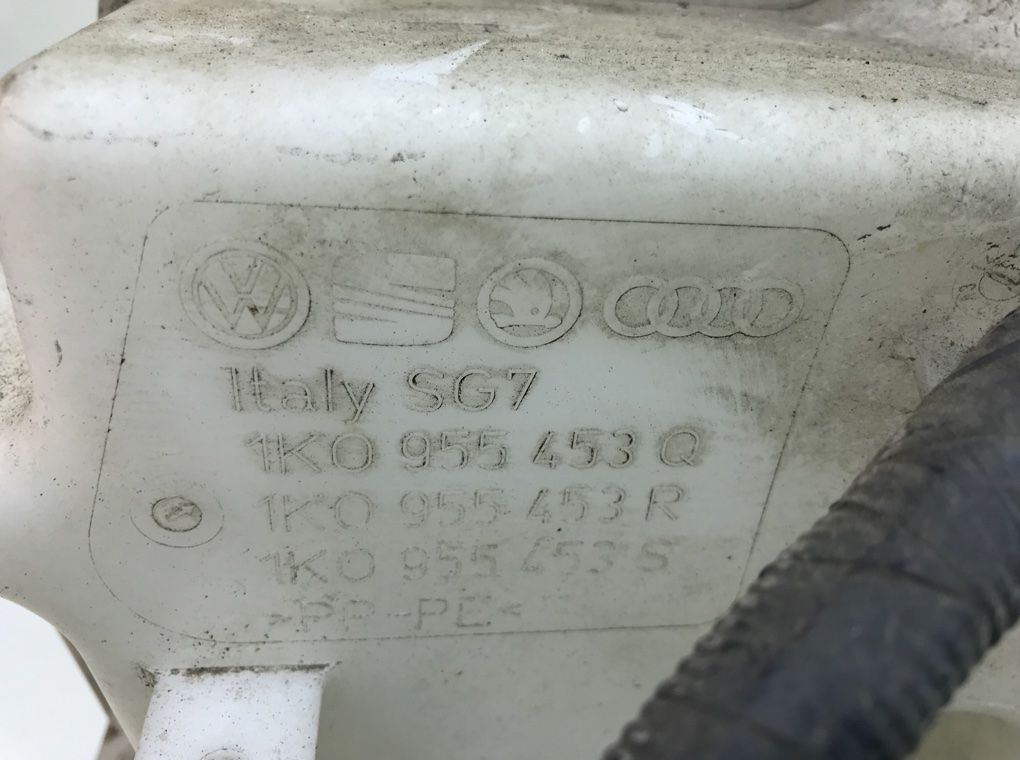 Italy SG7
1K0 955 453 Q
1K0 955 453 R
1K0 955 453 S
>PP-PE<